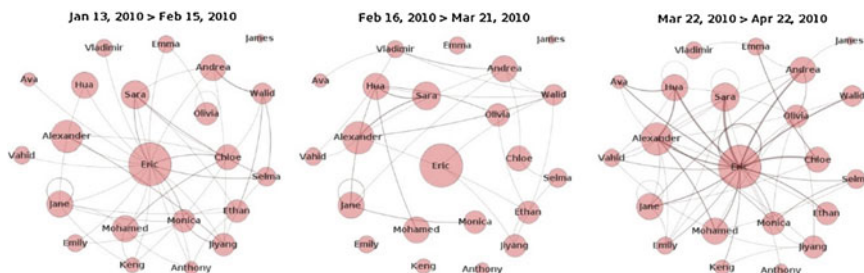 Jan 13, 2010 > Feb 15, 2010
Vladimir
Emma
James
Andrea
Ava
Hua
Sara
Walid
Olivia
Alexander
Vahid
Eric
Chloe
Selma
Jane
Ethan
Mohamed
Monica
Emily
Jiyang
Keng
Anthony
Feb 16, 2010 > Mar 21, 2010
Vladimir
Emma
James
Andrea
Ava
Hua
Sara
Walid
Olivia
Alexander
Vahid
Eric
Chloe
Selma
Jane
Ethan
Mohamed
Monica
Emily
Jiyang
Keng
Anthony
Mar 22, 2010 > Apr 22, 2010
Vladimir
Emma
James
Andrea
Ava
Hua
Sara
Walid
Olivia
Alexander
Vahid
Eric
Chloe
Selma
Jane
Ethan
Mohamed
Monica
Emily
Jiyang
Keng
Anthony